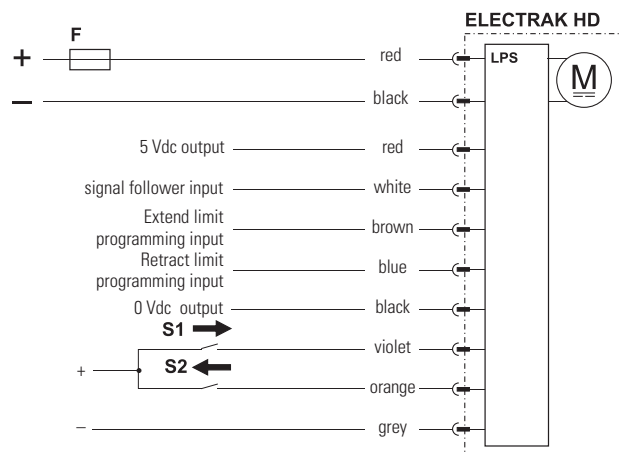 ELECTRAK HD
F
+ red LPS
M
− black
5 Vdc output red
signal follower input white
Extend limit
programming input brown
Retract limit
programming input blue
0 Vdc output black
S1
violet
S2
+
orange
− grey